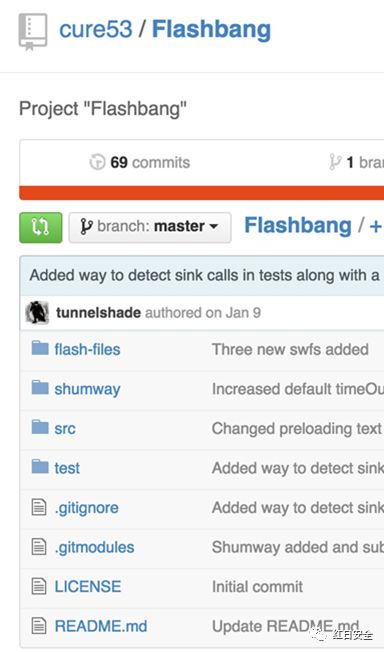 cure53 / Flashbang
Project "Flashbang"
69 commits
1 bran
branch: master
Flashbang / +
Added way to detect sink calls in tests along with a
tunnelshade authored on Jan 9
flash-files Three new swfs added
shumway Increased default timeOu
src Changed preloading text
test Added way to detect sink
.gitignore Added way to detect sink
.gitmodules Shumway added and sub
LICENSE Initial commit
README.md Update README.md
红日安全